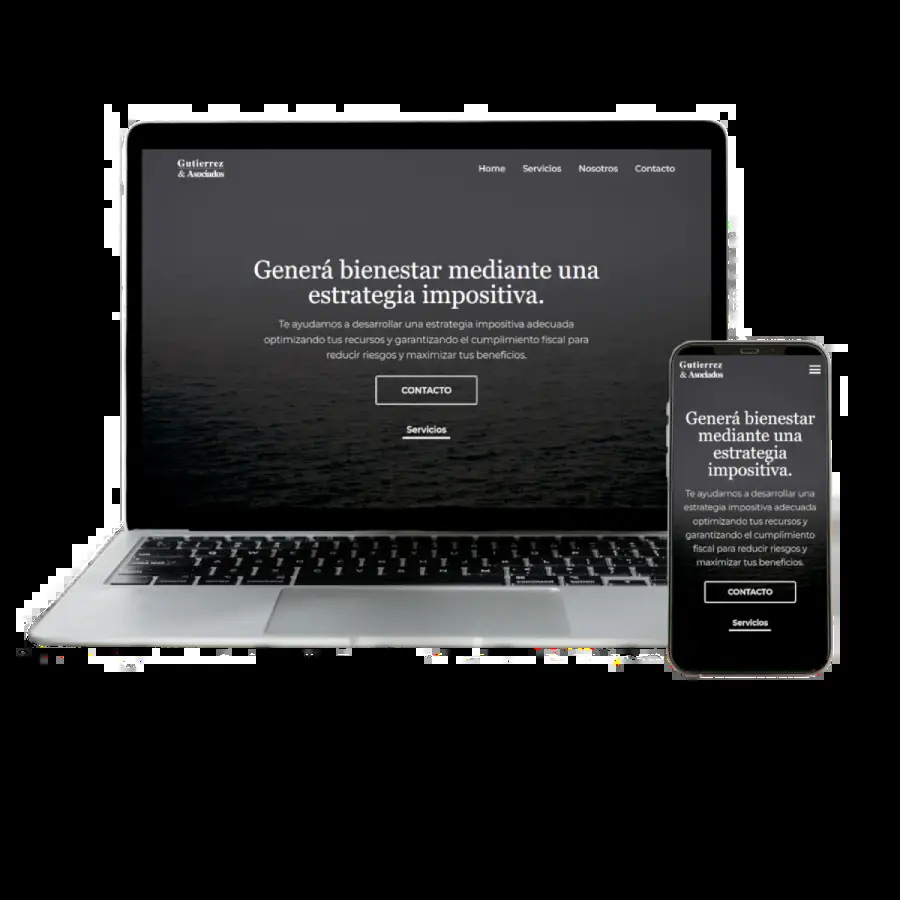 Gutierrez
& Asociados
Home Servicios Nosotros Contacto
Generá bienestar mediante una
estrategia impositiva.
Te ayudamos a desarrollar una estrategia impositiva adecuada
optimizando tus recursos y garantizando el cumplimiento fiscal para
reducir riesgos y maximizar tus beneficios.
CONTACTO
Servicios
Gutierrez
& Asociados
Generá bienestar
mediante una
estrategia
impositiva.
Te ayudamos a desarrollar una
estrategia impositiva adecuada
optimizando tus recursos y
garantizando el cumplimiento
fiscal para reducir riesgos y
maximizar tus beneficios.
CONTACTO
Servicios